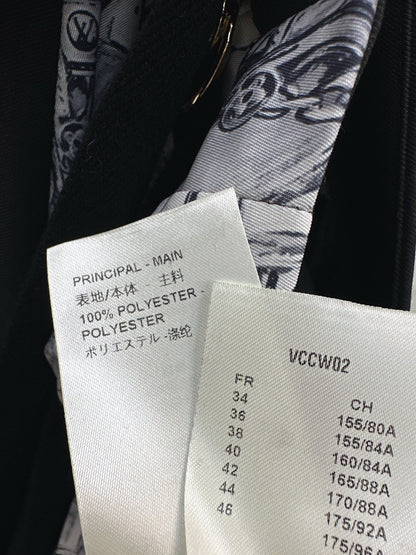 PRINCIPAL - MAIN
表地/本体 - 主料
100% POLYESTER -
POLYESTER
ポリエステル -涤纶
VCCW02
FR CH
34 155/80A
36 155/84A
38 160/84A
40 165/88A
42 170/88A
44 175/92A
46 175/96A